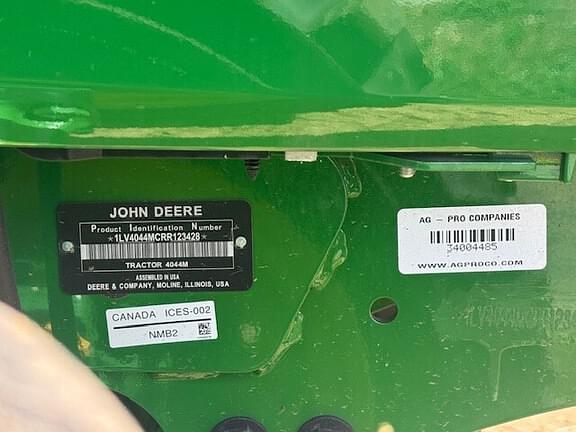 JOHN DEERE
Product Identification Number
*1LV4044MCRR123428*
TRACTOR 4044M
ASSEMBLED IN USA
DEERE & COMPANY, MOLINE, ILLINOIS, USA
CANADA ICES-002
NMB2
AG - PRO COMPANIES
34004485
WWW.AGPROCO.COM